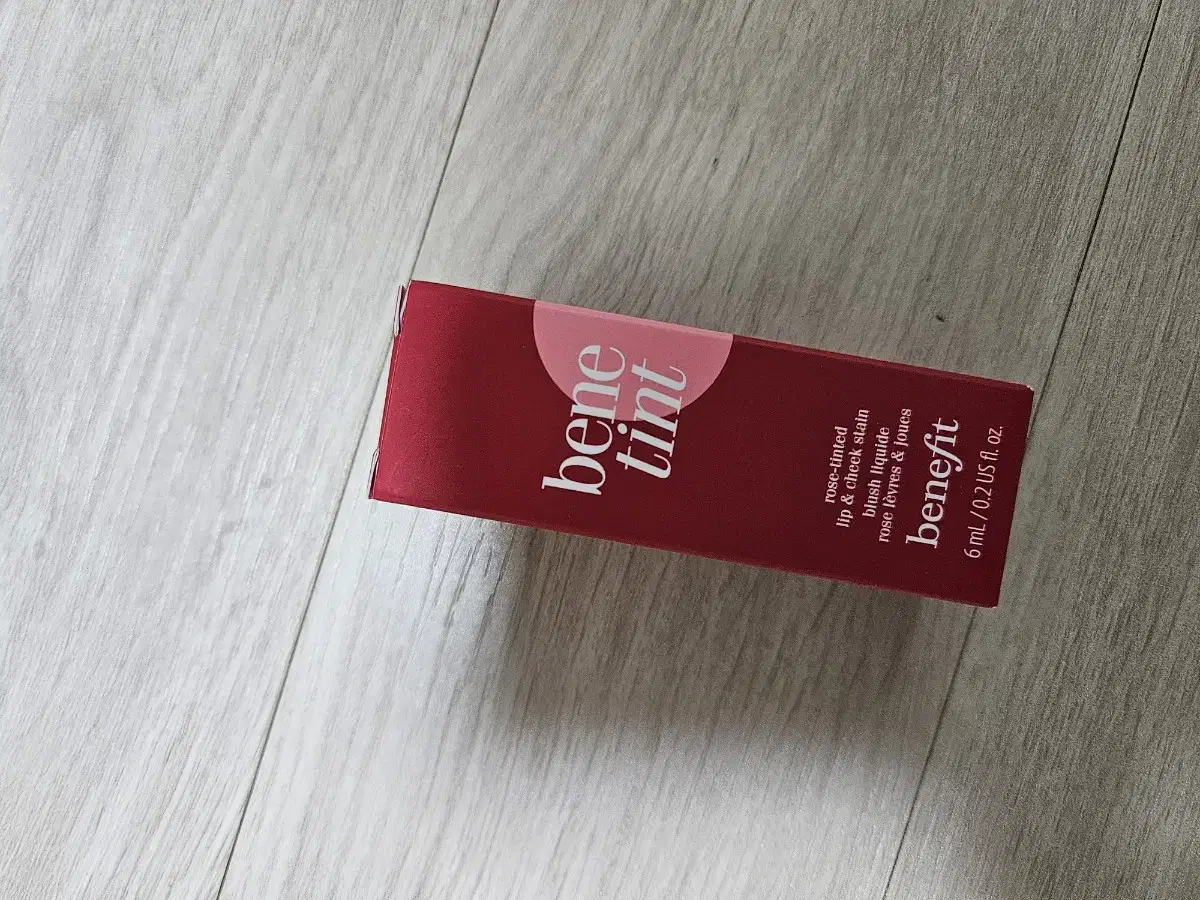 bene
tint
rose-tinted
lip & cheek stain
blush liquide
rose lèvres & joues
benefit
6 mL / 0.2 US fl. oz.